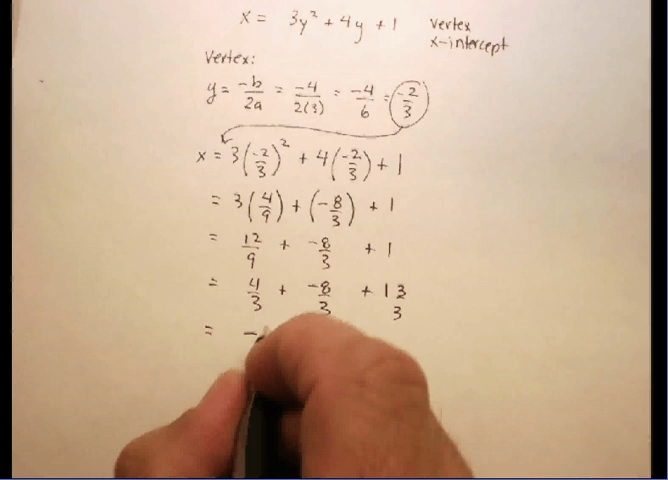 x = 3y² + 4y + 1 vertex
x-intercept
Vertex:
y = -b/2a = -4/2(3) = -4/6 = -2/3
x = 3(-2/3)² + 4(-2/3) + 1
= 3(4/9) + (-8/3) + 1
= 12/9 + -8/3 + 1
= 4/3 + -8/3 + 1 3/3
= -